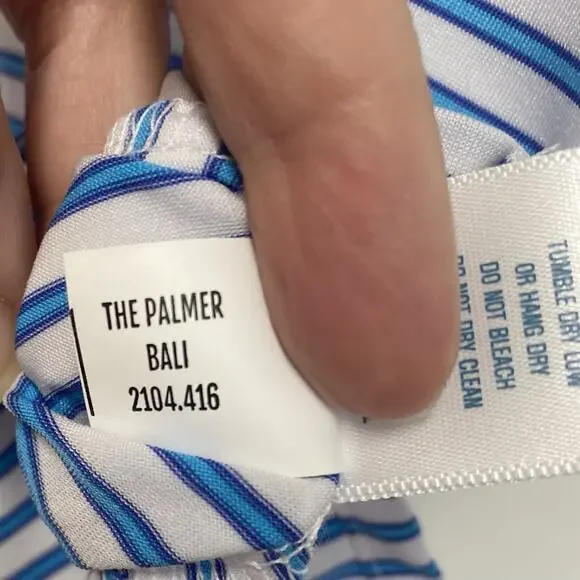 THE PALMER
BALI
2104.416
TUMBLE DRY LOW
OR HANG DRY
DO NOT BLEACH
DO NOT DRY CLEAN